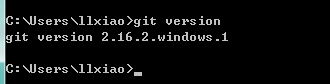 C:\Users\llxiao>git version
git version 2.16.2.windows.1
C:\Users\llxiao>_